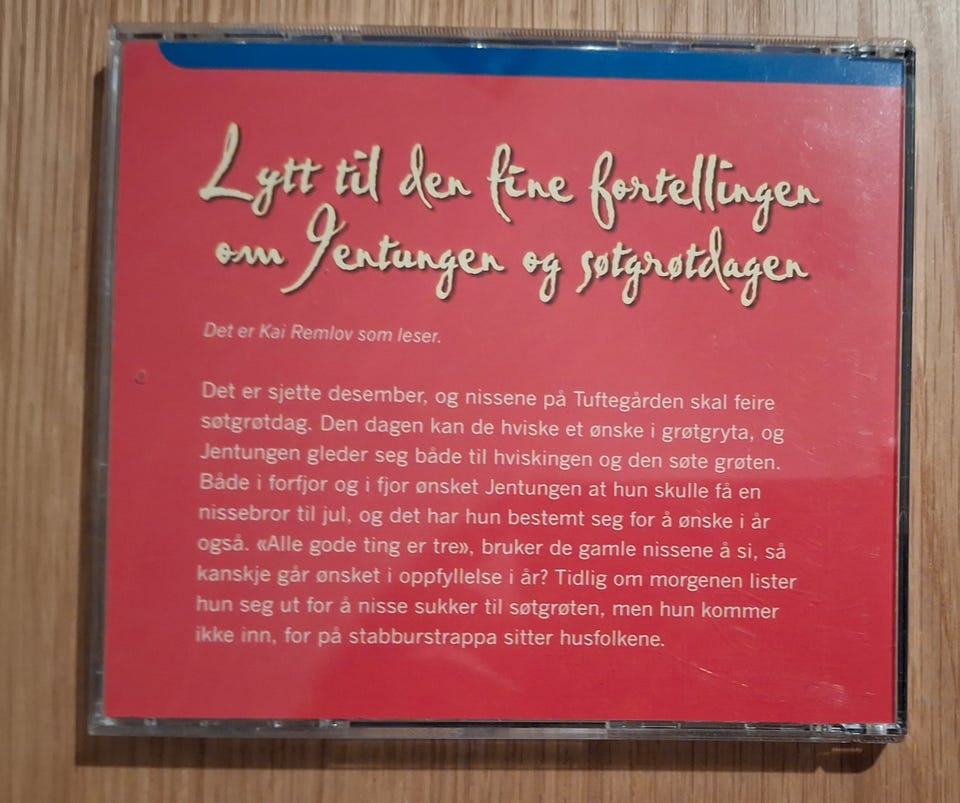 Lytt til den fine fortellingen
om Jentungen og søtgrøtdagen
Det er Kai Remlov som leser.
Det er sjette desember, og nissene på Tuftegården skal feire
søtgrøtdag. Den dagen kan de hviske et ønske i grøtgryta, og
Jentungen gleder seg både til hviskingen og den søte grøten.
Både i forfjor og i fjor ønsket Jentungen at hun skulle få en
nissebror til jul, og det har hun bestemt seg for å ønske i år
også. «Alle gode ting er tre», bruker de gamle nissene å si, så
kanskje går ønsket i oppfyllelse i år? Tidlig om morgenen lister
hun seg ut for å nisse sukker til søtgrøten, men hun kommer
ikke inn, for på stabburstrappa sitter husfolkene.